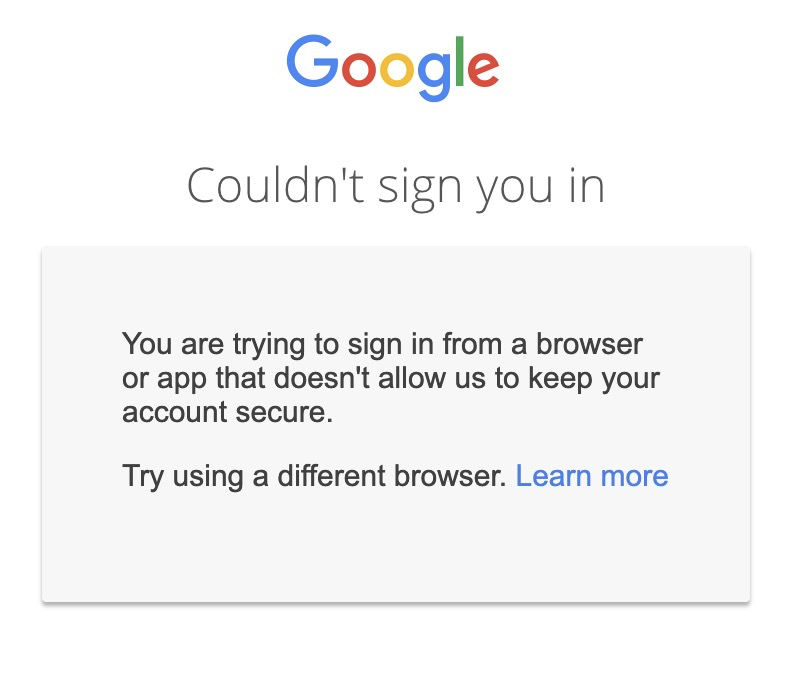 Google
Couldn't sign you in
You are trying to sign in from a browser
or app that doesn't allow us to keep your
account secure.
Try using a different browser. Learn more